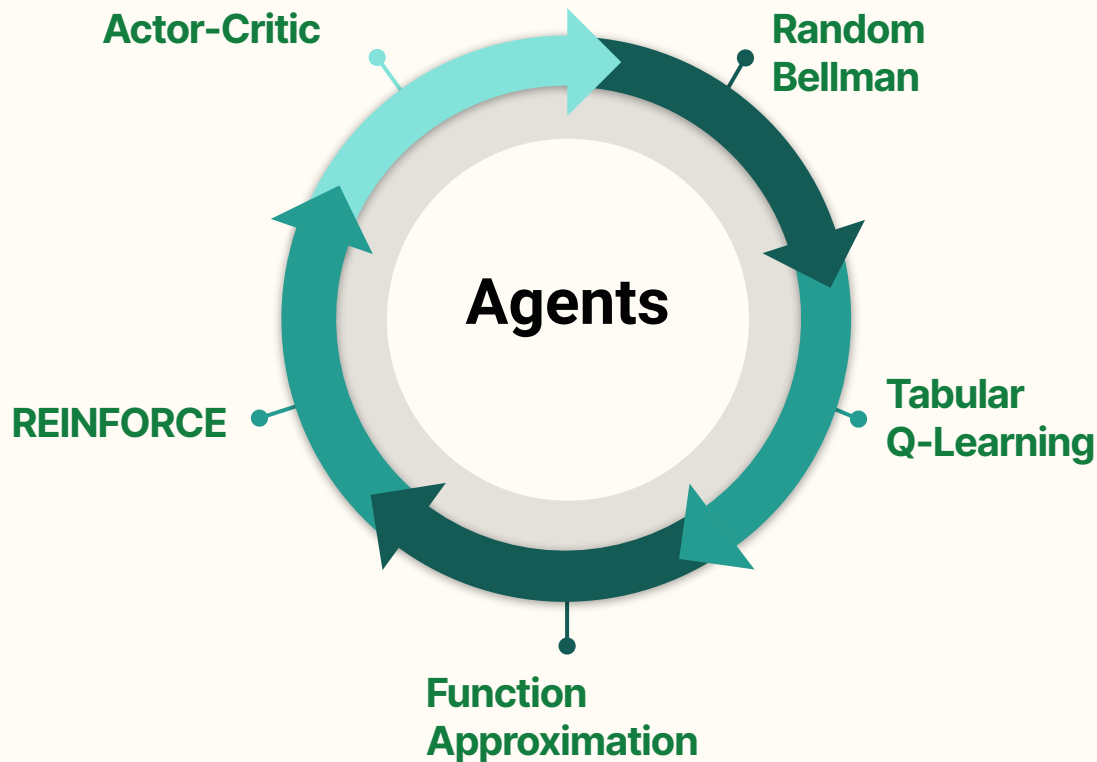 Actor-Critic
Random
Bellman
Agents
Tabular
Q-Learning
REINFORCE
Function
Approximation